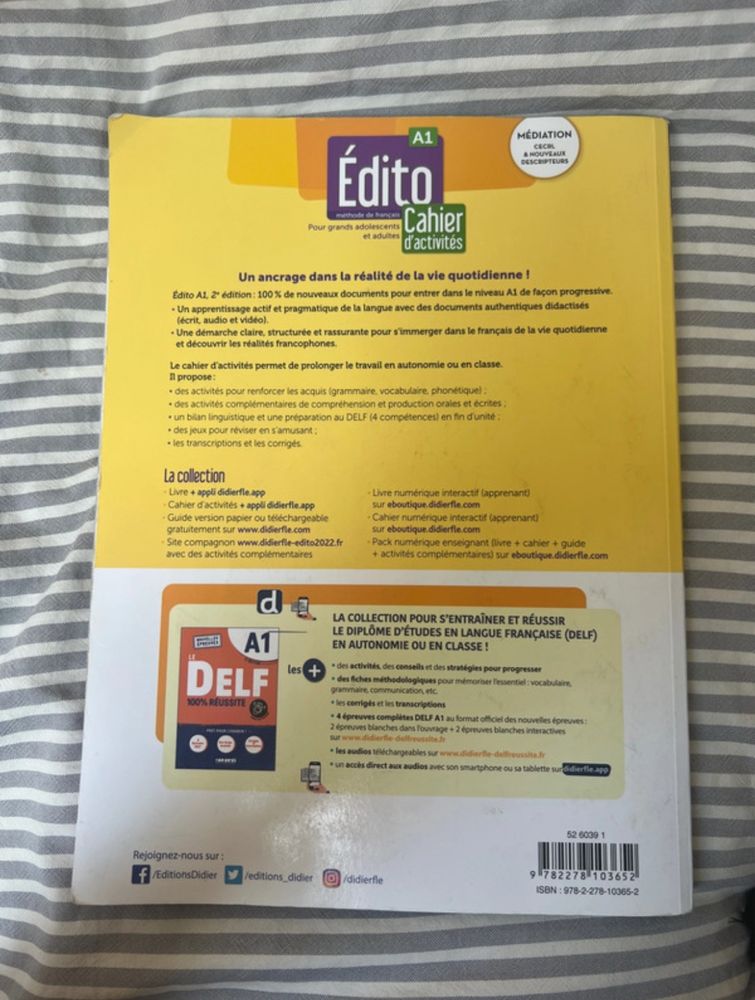 A1
Édito
méthode de français
Cahier
d'activités
Pour grands adolescents
et adultes
MÉDIATION
CECRL
& NOUVEAUX
DESCRIPTEURS
Un ancrage dans la réalité de la vie quotidienne !
Édito A1, 2e édition : 100 % de nouveaux documents pour entrer dans le niveau A1 de façon progressive.
• Un apprentissage actif et pragmatique de la langue avec des documents authentiques didactisés
(écrit, audio et vidéo).
• Une démarche claire, structurée et rassurante pour s'immerger dans le français de la vie quotidienne
et découvrir les réalités francophones.
Le cahier d'activités permet de prolonger le travail en autonomie ou en classe.
Il propose :
• des activités pour renforcer les acquis (grammaire, vocabulaire, phonétique) ;
• des activités complémentaires de compréhension et production orales et écrites ;
• un bilan linguistique et une préparation au DELF (4 compétences) en fin d'unité ;
• des jeux pour réviser en s'amusant ;
• les transcriptions et les corrigés.
La collection
· Livre + appli didierfle.app
· Cahier d'activités + appli didierfle.app
· Guide version papier ou téléchargeable
gratuitement sur www.didierfle.com
· Site compagnon www.didierfle-edito2022.fr
avec des activités complémentaires
· Livre numérique interactif (apprenant)
sur eboutique.didierfle.com
· Cahier numérique interactif (apprenant)
sur eboutique.didierfle.com
· Pack numérique enseignant (livre + cahier + guide
+ activités complémentaires) sur eboutique.didierfle.com
d
NOUVELLES
ÉPREUVES
A1
LE
DELF
100% RÉUSSITE
les +
LA COLLECTION POUR S'ENTRAÎNER ET RÉUSSIR
LE DIPLÔME D'ÉTUDES EN LANGUE FRANÇAISE (DELF)
EN AUTONOMIE OU EN CLASSE !
• des activités, des conseils et des stratégies pour progresser
• des fiches méthodologiques pour mémoriser l'essentiel : vocabulaire,
grammaire, communication, etc.
• les corrigés et les transcriptions
• 4 épreuves complètes DELF A1 au format officiel des nouvelles épreuves :
2 épreuves blanches dans l'ouvrage + 2 épreuves blanches interactives
sur www.didierfle-delfreussite.fr
• les audios téléchargeables sur www.didierfle-delfreussite.fr
• un accès direct aux audios avec son smartphone ou sa tablette sur didierfle.app
Rejoignez-nous sur :
/EditionsDidier
/editions_didier
/didierfle
52 6039 1
9 782278 103652
ISBN : 978-2-278-10365-2